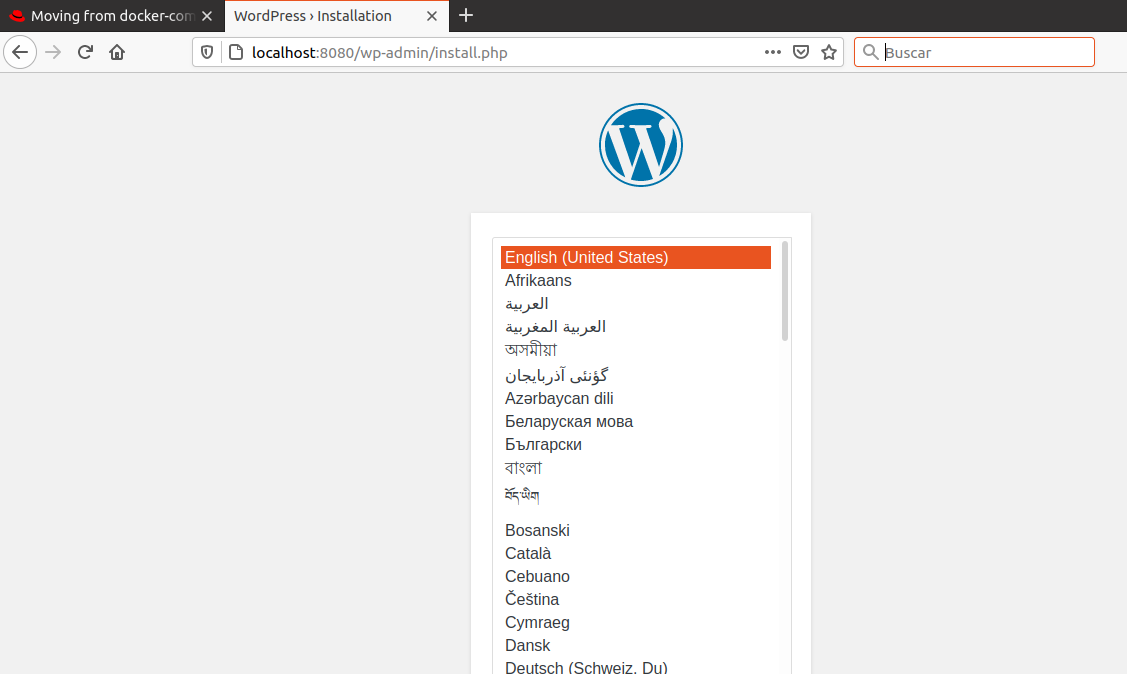 Moving from docker-com
WordPress › Installation
localhost:8080/wp-admin/install.php
Buscar
English (United States)
Afrikaans
العربية
العربية المغربية
অসমীয়া
گؤنئی آذربایجان
Azərbaycan dili
Беларуская мова
Български
বাংলা
བོད་ཡིག
Bosanski
Català
Cebuano
Čeština
Cymraeg
Dansk
Deutsch (Schweiz, Du)